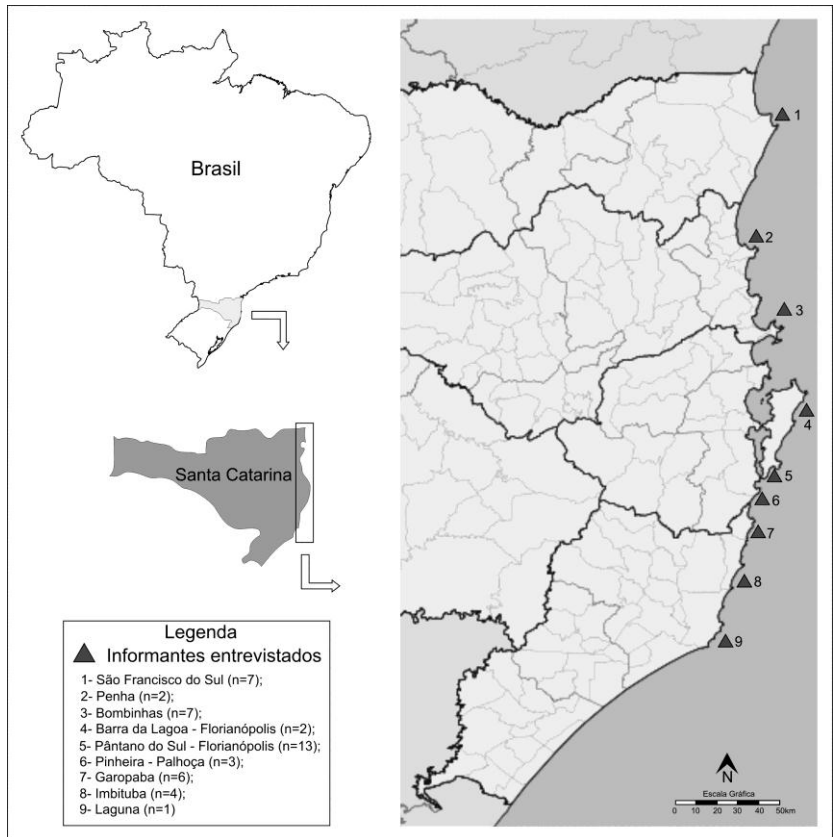 Brasil
Santa Catarina
Legenda
Informantes entrevistados
1- São Francisco do Sul (n=7);
2- Penha (n=2);
3- Bombinhas (n=7);
4- Barra da Lagoa - Florianópolis (n=2);
5- Pântano do Sul - Florianópolis (n=13);
6- Pinheira - Palhoça (n=3);
7- Garopaba (n=6);
8- Imbituba (n=4);
9- Laguna (n=1)
1
2
3
4
5
6
7
8
9
N
Escala Gráfica
0 10 20 30 40 50km